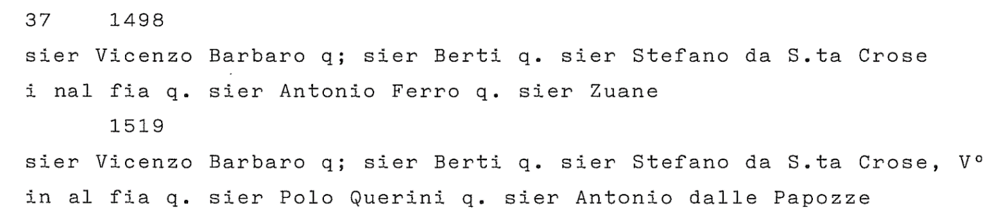 37 1498
sier Vicenzo Barbaro q; sier Berti q. sier Stefano da S.ta Crose
i nal fia q. sier Antonio Ferro q. sier Zuane
1519
sier Vicenzo Barbaro q; sier Berti q. sier Stefano da S.ta Crose, V°
in al fia q. sier Polo Querini q. sier Antonio dalle Papozze